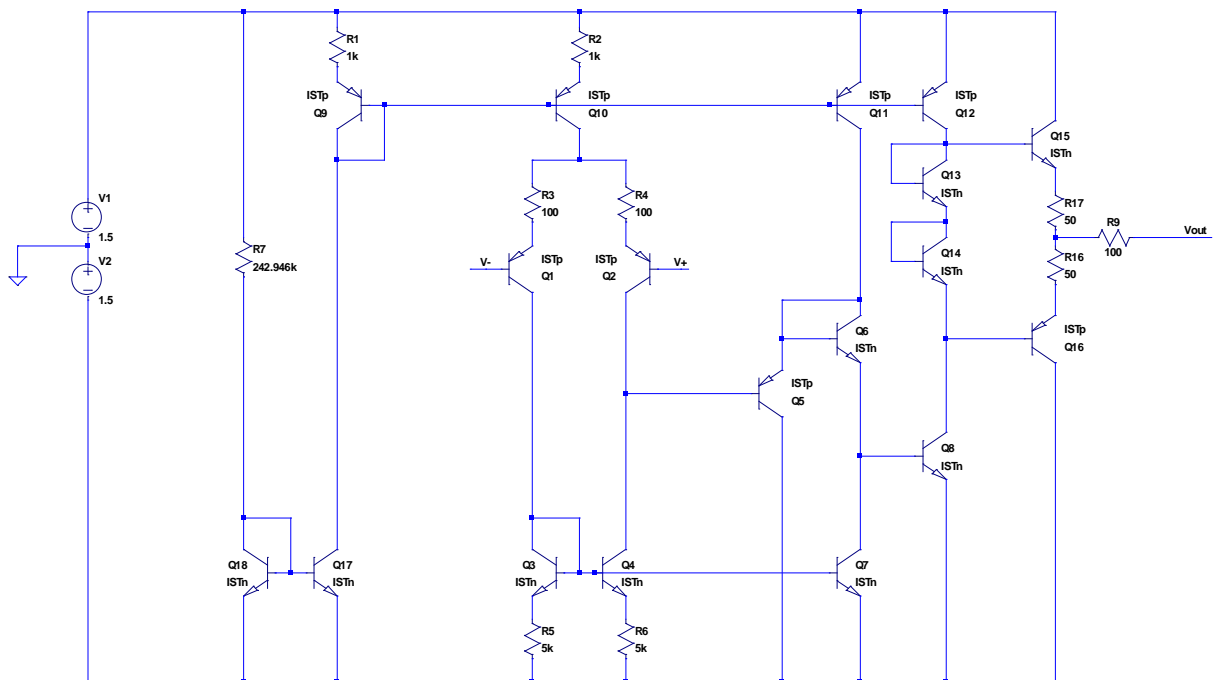 R1
1k
R2
1k
ISTp
Q9
ISTp
Q10
ISTp
Q11
ISTp
Q12
Q15
ISTn
Q13
ISTn
R3
100
R4
100
V1
1.5
R17
50
R9
100
Vout
R7
242.946k
V2
1.5
V-
ISTp
Q1
ISTp
Q2
V+
Q14
ISTn
R16
50
Q6
ISTn
ISTp
Q16
ISTp
Q5
Q8
ISTn
Q18
ISTn
Q17
ISTn
Q3
ISTn
Q4
ISTn
Q7
ISTn
R5
5k
R6
5k